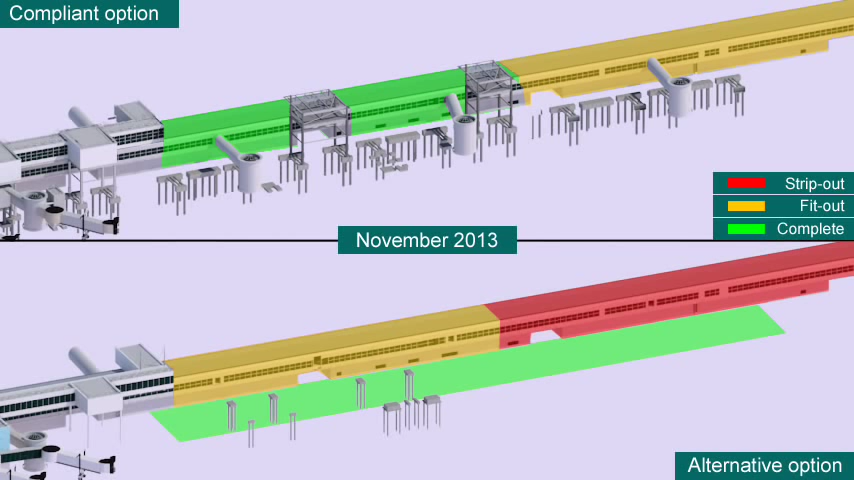 Compliant option
Strip-out
Fit-out
Complete
November 2013
Alternative option